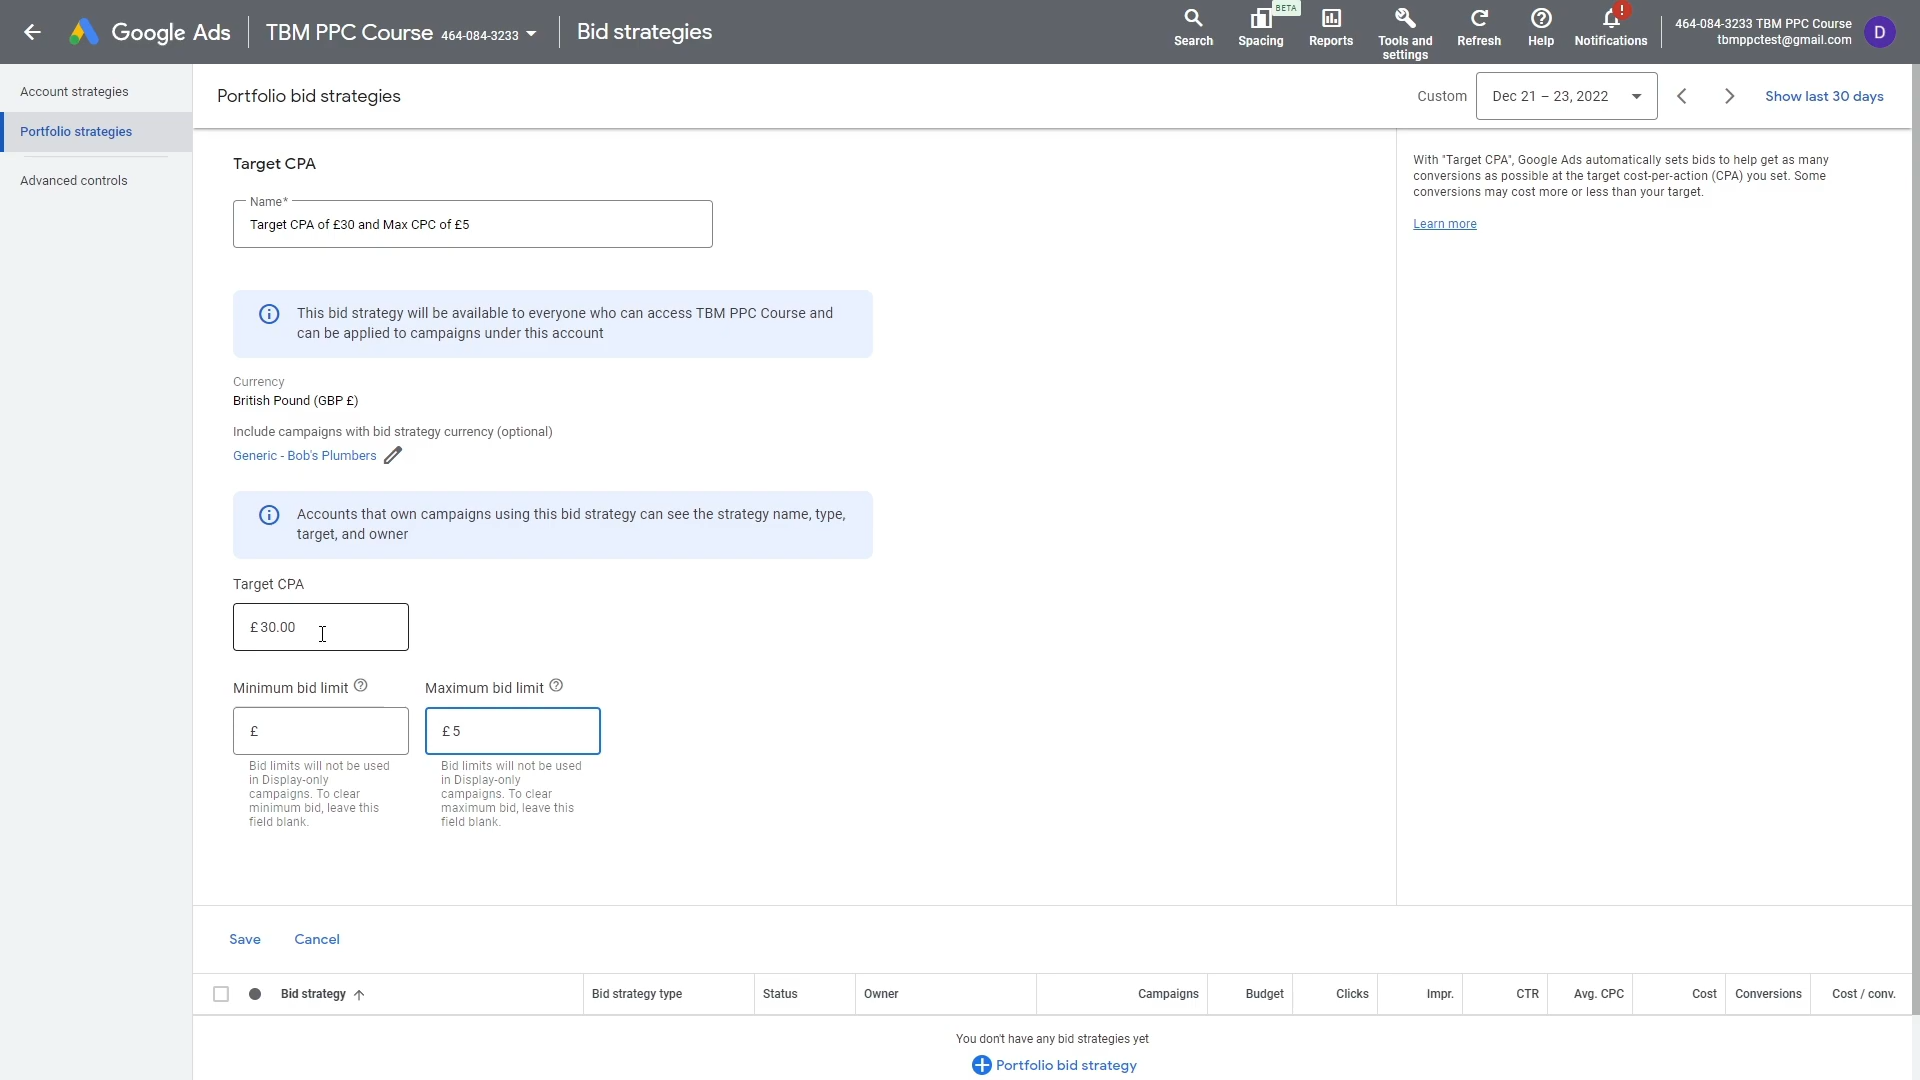 Google Ads
TBM PPC Course 464-084-3233
Bid strategies
Search
BETA
Spacing
Reports
Tools and
settings
Refresh
Help
!
Notifications
464-084-3233 TBM PPC Course
tbmppctest@gmail.com
D
Account strategies
Portfolio strategies
Advanced controls
Portfolio bid strategies
Custom
Dec 21 – 23, 2022
Show last 30 days
Target CPA
Name*
Target CPA of £30 and Max CPC of £5
This bid strategy will be available to everyone who can access TBM PPC Course and
can be applied to campaigns under this account
Currency
British Pound (GBP £)
Include campaigns with bid strategy currency (optional)
Generic - Bob's Plumbers
Accounts that own campaigns using this bid strategy can see the strategy name, type,
target, and owner
Target CPA
£ 30.00
Minimum bid limit
£
Bid limits will not be used
in Display-only
campaigns. To clear
minimum bid, leave this
field blank.
Maximum bid limit
£ 5
Bid limits will not be used
in Display-only
campaigns. To clear
maximum bid, leave this
field blank.
With "Target CPA", Google Ads automatically sets bids to help get as many
conversions as possible at the target cost-per-action (CPA) you set. Some
conversions may cost more or less than your target.
Learn more
Save
Cancel
Bid strategy
Bid strategy type
Status
Owner
Campaigns
Budget
Clicks
Impr.
CTR
Avg. CPC
Cost
Conversions
Cost / conv.
You don't have any bid strategies yet
Portfolio bid strategy